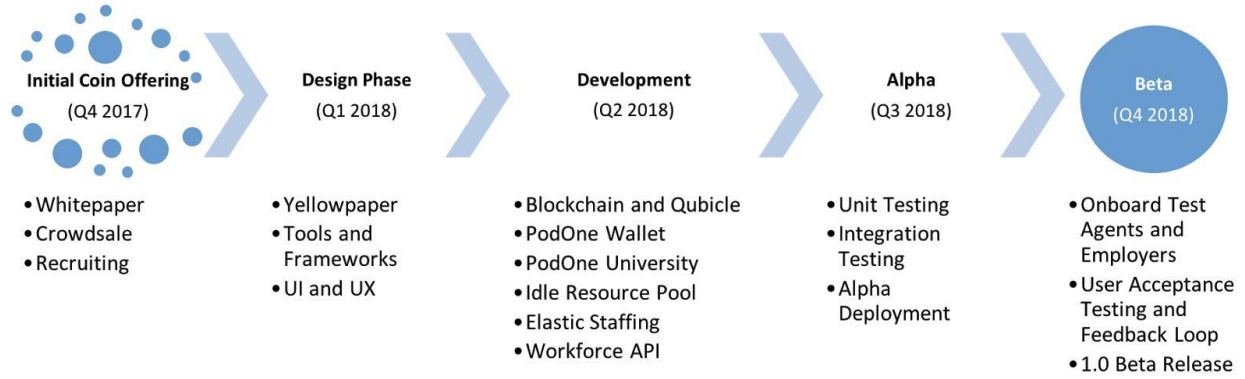 Initial Coin Offering
(Q4 2017)
• Whitepaper
• Crowdsale
• Recruiting
Design Phase
(Q1 2018)
• Yellowpaper
• Tools and
Frameworks
• UI and UX
Development
(Q2 2018)
• Blockchain and Qubicle
• PodOne Wallet
• PodOne University
• Idle Resource Pool
• Elastic Staffing
• Workforce API
Alpha
(Q3 2018)
• Unit Testing
• Integration
Testing
• Alpha
Deployment
Beta
(Q4 2018)
• Onboard Test
Agents and
Employers
• User Acceptance
Testing and
Feedback Loop
• 1.0 Beta Release